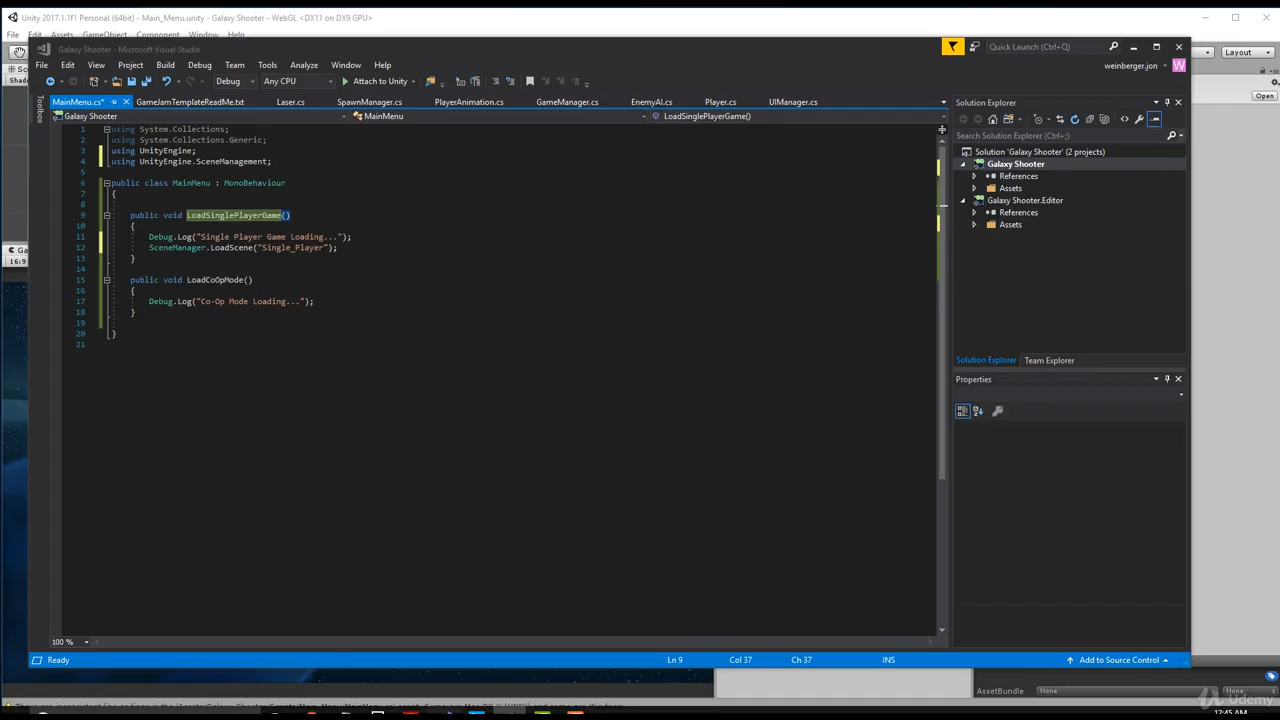 Unity 2017.1.1f1 Personal (64bit) - Main_Menu.unity - Galaxy Shooter - WebGL <DX11 on DX9 GPU>
File Edit Assets GameObject Component Window Help
Layout
Galaxy Shooter - Microsoft Visual Studio
Quick Launch (Ctrl+Q)
File Edit View Project Build Debug Team Tools Analyze Window Help
weinberger.jon W
Debug Any CPU Attach to Unity
Open
Toolbox
MainMenu.cs* GameJamTemplateReadMe.txt Laser.cs SpawnManager.cs PlayerAnimation.cs GameManager.cs EnemyAI.cs Player.cs UIManager.cs
Galaxy Shooter MainMenu LoadSinglePlayerGame()
1 using System.Collections;
2 using System.Collections.Generic;
3 using UnityEngine;
4 using UnityEngine.SceneManagement;
5
6 public class MainMenu : MonoBehaviour
7 {
8
9 public void LoadSinglePlayerGame()
10 {
11 Debug.Log("Single Player Game Loading...");
12 SceneManager.LoadScene("Single_Player");
13 }
14
15 public void LoadCoOpMode()
16 {
17 Debug.Log("Co-Op Mode Loading...");
18 }
19
20 }
21
100 %
Solution Explorer
Search Solution Explorer (Ctrl+;)
Solution 'Galaxy Shooter' (2 projects)
Galaxy Shooter
References
Assets
Galaxy Shooter.Editor
References
Assets
Solution Explorer Team Explorer
Properties
Ready Ln 9 Col 37 Ch 37 INS Add to Source Control
AssetBundle None None
Udemy
12:45 AM